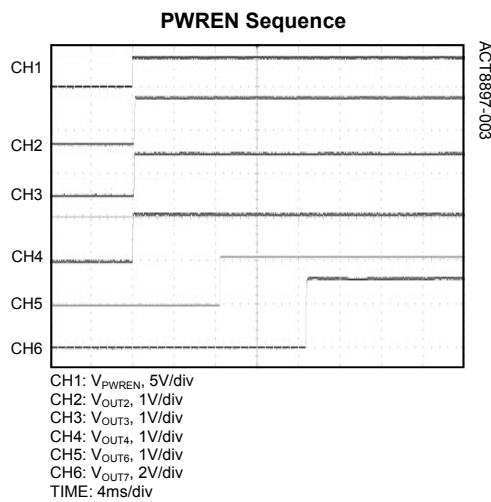 PWREN Sequence
ACT8897-003
CH1
CH2
CH3
CH4
CH5
CH6
CH1: VPWREN, 5V/div
CH2: VOUT2, 1V/div
CH3: VOUT3, 1V/div
CH4: VOUT4, 1V/div
CH5: VOUT6, 1V/div
CH6: VOUT7, 2V/div
TIME: 4ms/div